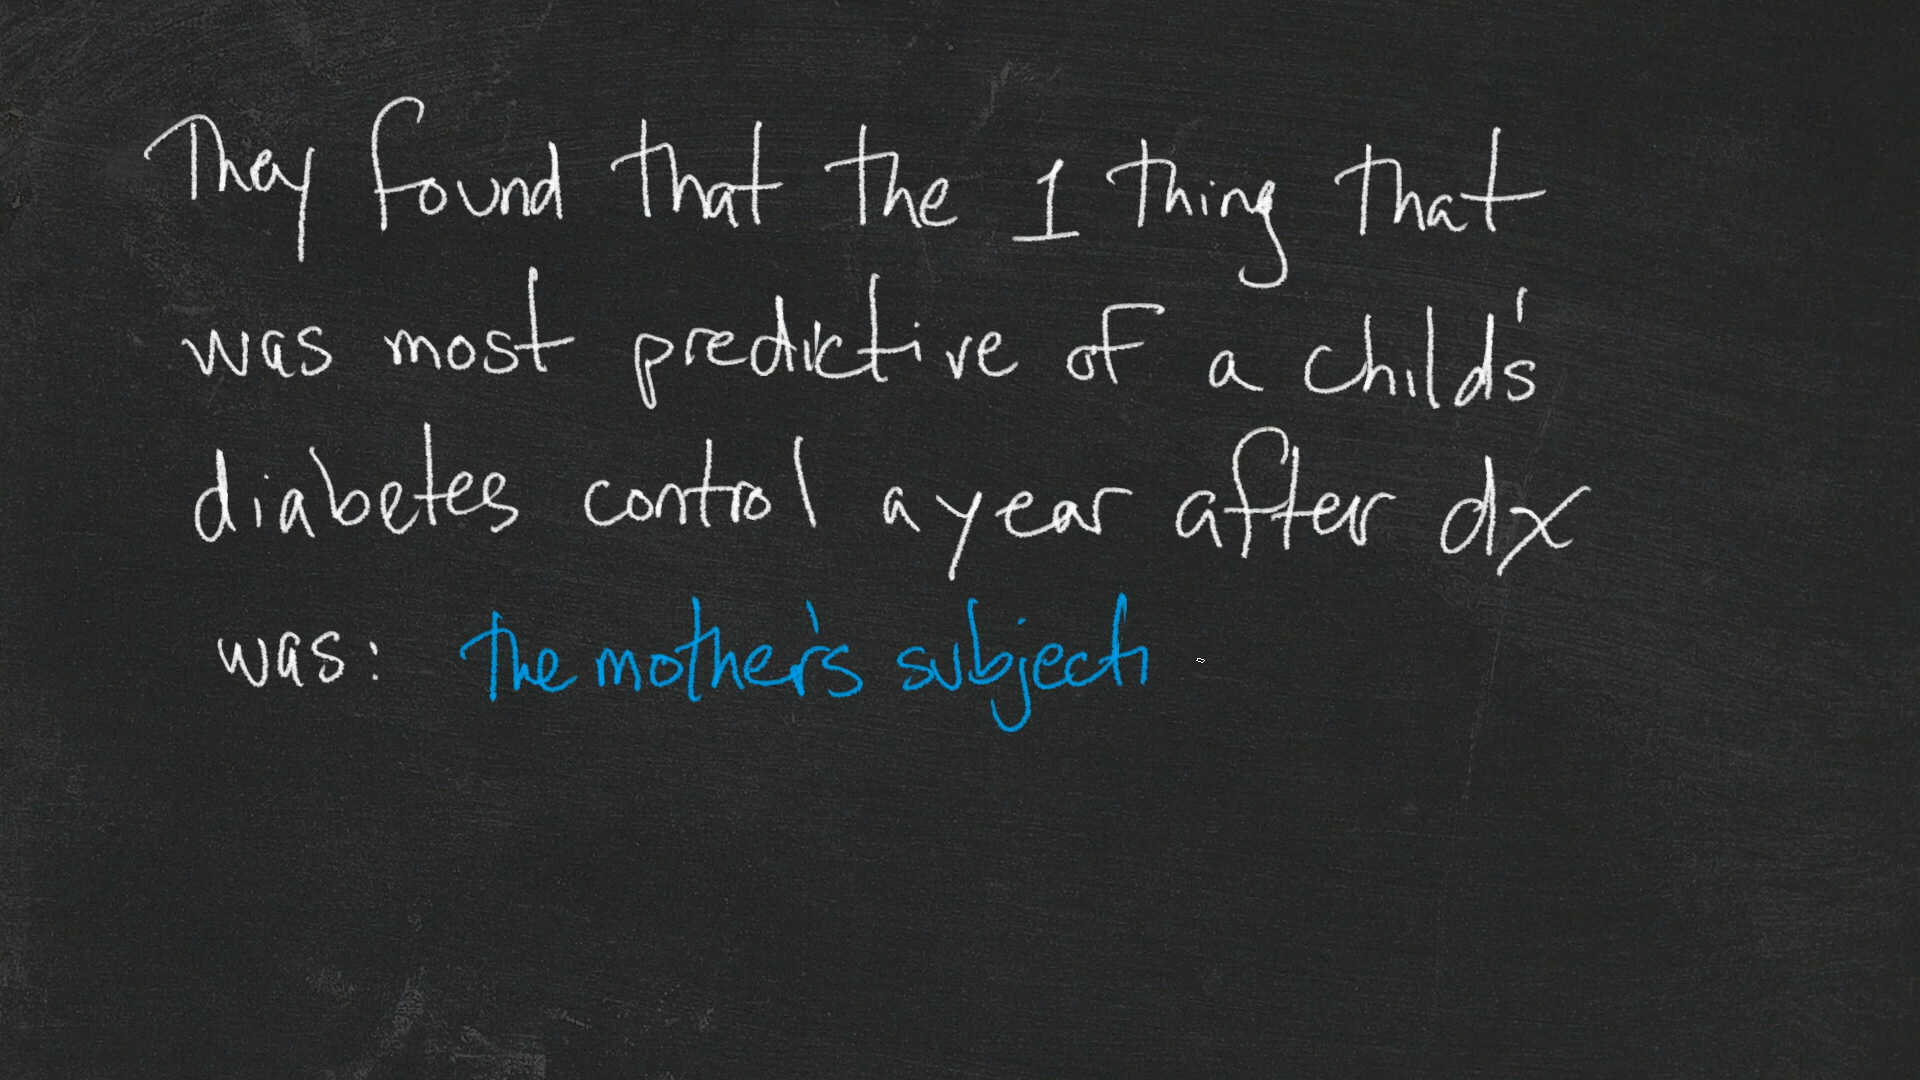 They found that the 1 thing that
was most predictive of a child's
diabetes control a year after dx
was: The mother's subjecti